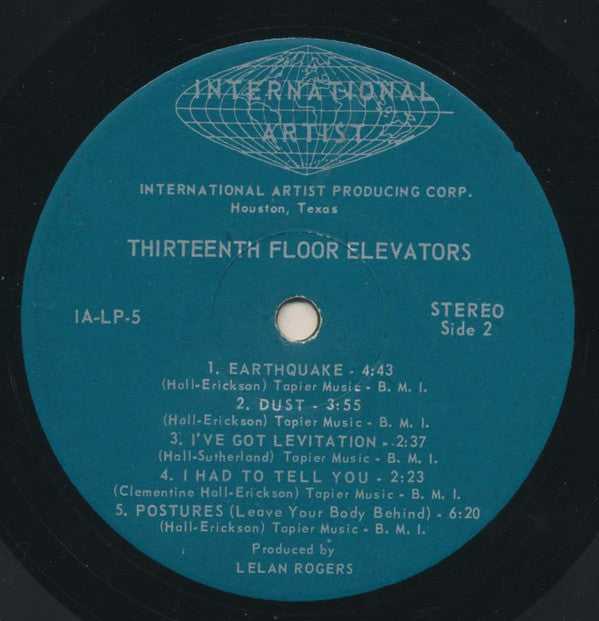 INTERNATIONAL
ARTIST
INTERNATIONAL ARTIST PRODUCING CORP.
Houston, Texas
THIRTEENTH FLOOR ELEVATORS
IA-LP-5
STEREO
Side 2
1. EARTHQUAKE - 4:43
(Hall-Erickson) Tapier Music - B. M. I.
2. DUST - 3:55
(Hall-Erickson) Tapier Music - B. M. I.
3. I'VE GOT LEVITATION - 2:37
(Hall-Sutherland) Tapier Music - B. M. I.
4. I HAD TO TELL YOU - 2:23
(Clementine Hall-Erickson) Tapier Music - B. M. I.
5. POSTURES (Leave Your Body Behind) - 6:20
(Hall-Erickson) Tapier Music - B. M. I.
Produced by
LELAN ROGERS